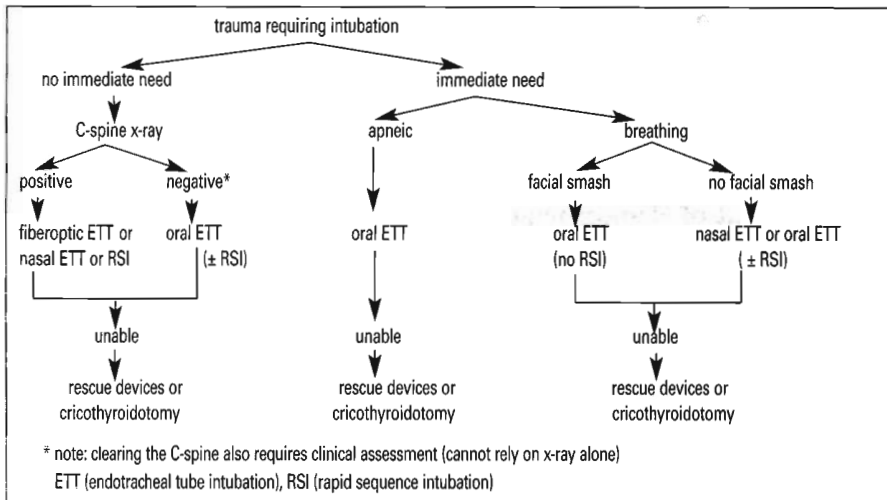 trauma requiring intubation
no immediate need
immediate need
C-spine x-ray
apneic
breathing
positive
negative*
facial smash
no facial smash
fiberoptic ETT or
nasal ETT or RSI
oral ETT
(± RSI)
oral ETT
oral ETT
(no RSI)
nasal ETT or oral ETT
( ± RSI)
unable
unable
unable
rescue devices or
cricothyroidotomy
rescue devices or
cricothyroidotomy
rescue devices or
cricothyroidotomy
* note: clearing the C-spine also requires clinical assessment (cannot rely on x-ray alone)
ETT (endotracheal tube intubation), RSI (rapid sequence intubation)